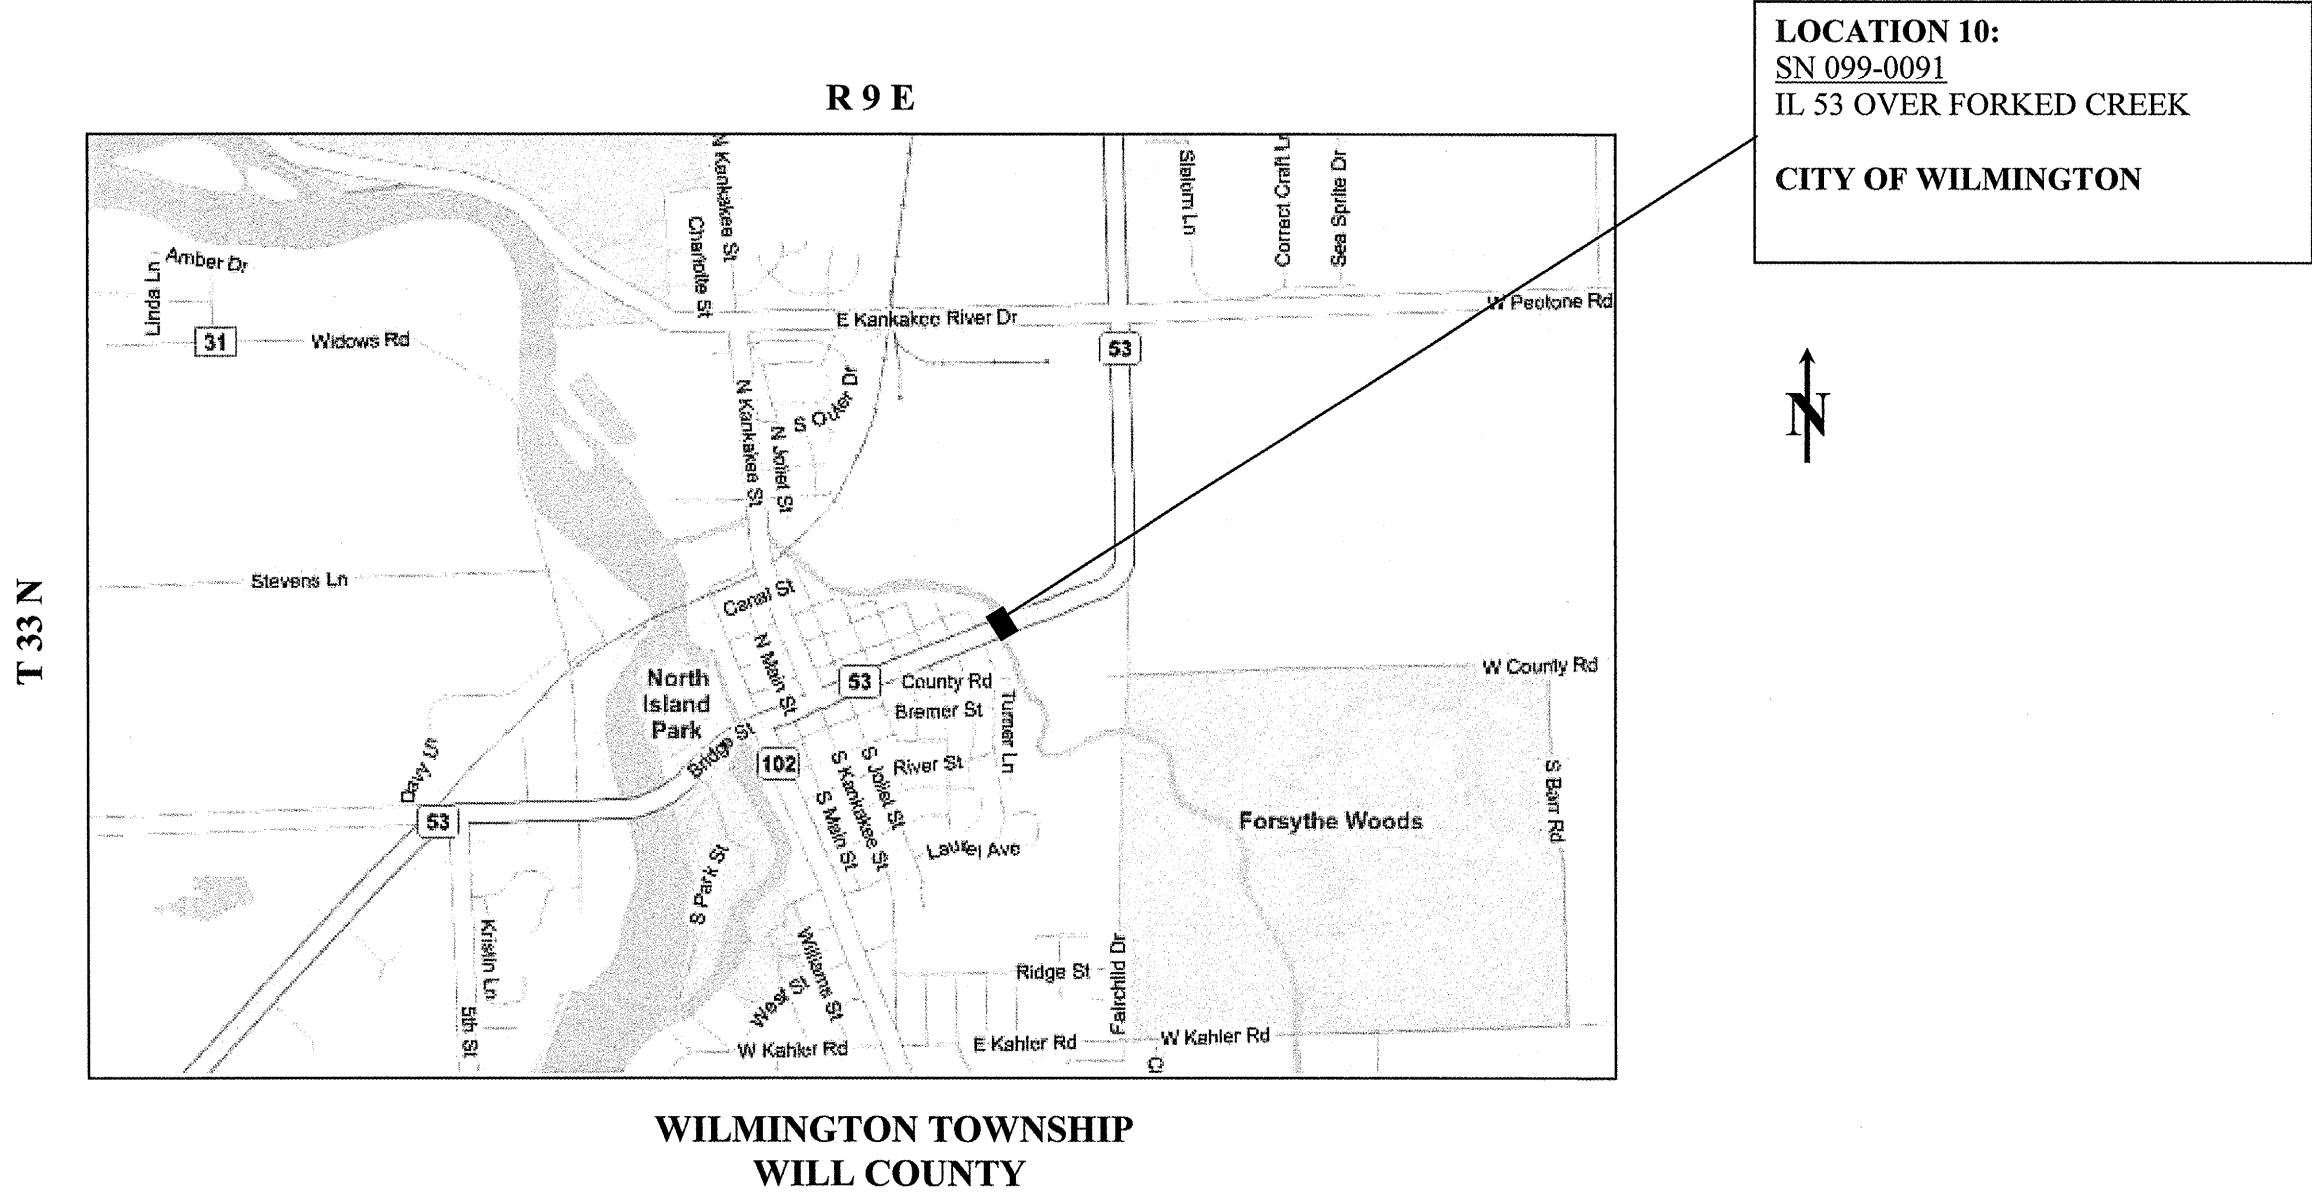 LOCATION 10:
SN 099-0091
IL 53 OVER FORKED CREEK
CITY OF WILMINGTON
R 9 E
T 33 N
N Kankakee St
Charlotte St
Slalom Ln
Correct Craft Ln
Sea Sprite Dr
Amber Dr
Linda Ln
31
Widows Rd
E Kankakee River Dr
W Peotone Rd
53
S Outer Dr
N Kankakee St
N Joliet St
N
Stevens Ln
Canal St
N Main St
North
Island
Park
53
County Rd
W County Rd
Bremer St
Turner Ln
Bridge St
102
River St
Davy St
53
S Joliet St
S Kankakee St
S Main St
S Barr Rd
Forsythe Woods
Laurel Ave
S Park St
Kristin Ln
Williams St
West St
Ridge St
Fairchild Dr
5th St
W Kahler Rd
E Kahler Rd
W Kahler Rd
Ct
WILMINGTON TOWNSHIP
WILL COUNTY